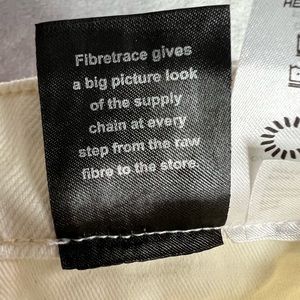 Fibretrace gives
a big picture look
of the supply
chain at every
step from the raw
fibre to the store.
HE